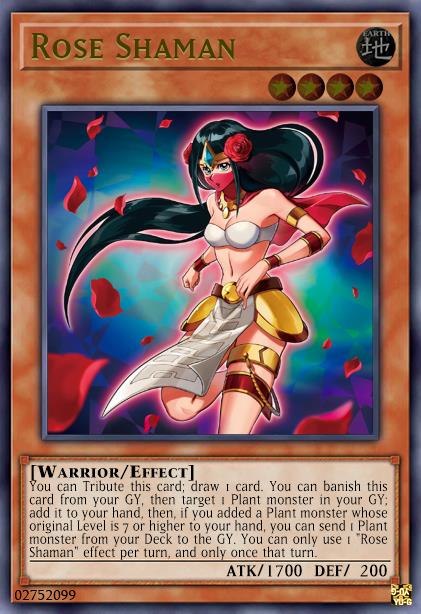 ROSE SHAMAN
EARTH
地
[WARRIOR/EFFECT]
You can Tribute this card; draw 1 card. You can banish this
card from your GY, then target 1 Plant monster in your GY;
add it to your hand, then, if you added a Plant monster whose
original Level is 7 or higher to your hand, you can send 1 Plant
monster from your Deck to the GY. You can only use 1 "Rose
Shaman" effect per turn, and only once that turn.
ATK/1700 DEF/ 200
02752099